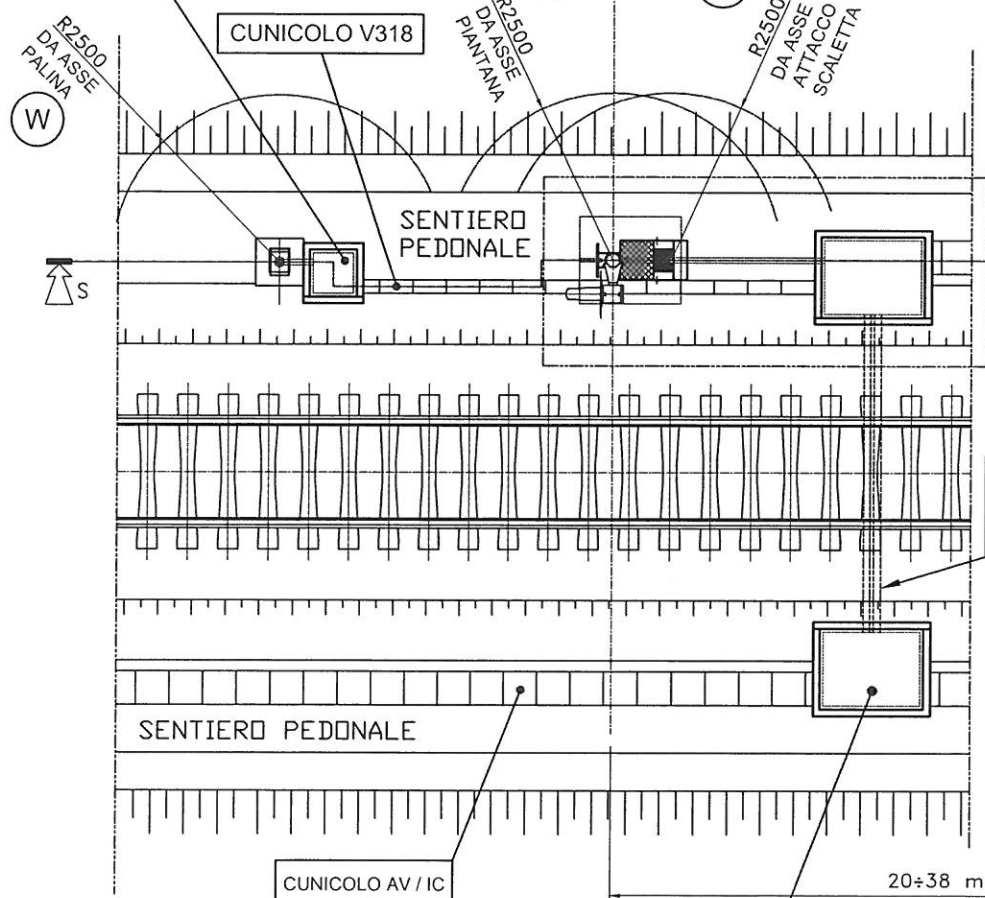 R2500
DA ASSE
PALINA
CUNICOLO V318
R2500
DA ASSE
PIANTANA
R2500
DA ASSE
ATTACCO
SCALETTA
W
SENTIERO
PEDONALE
S
SENTIERO PEDONALE
CUNICOLO AV / IC
20÷38 m